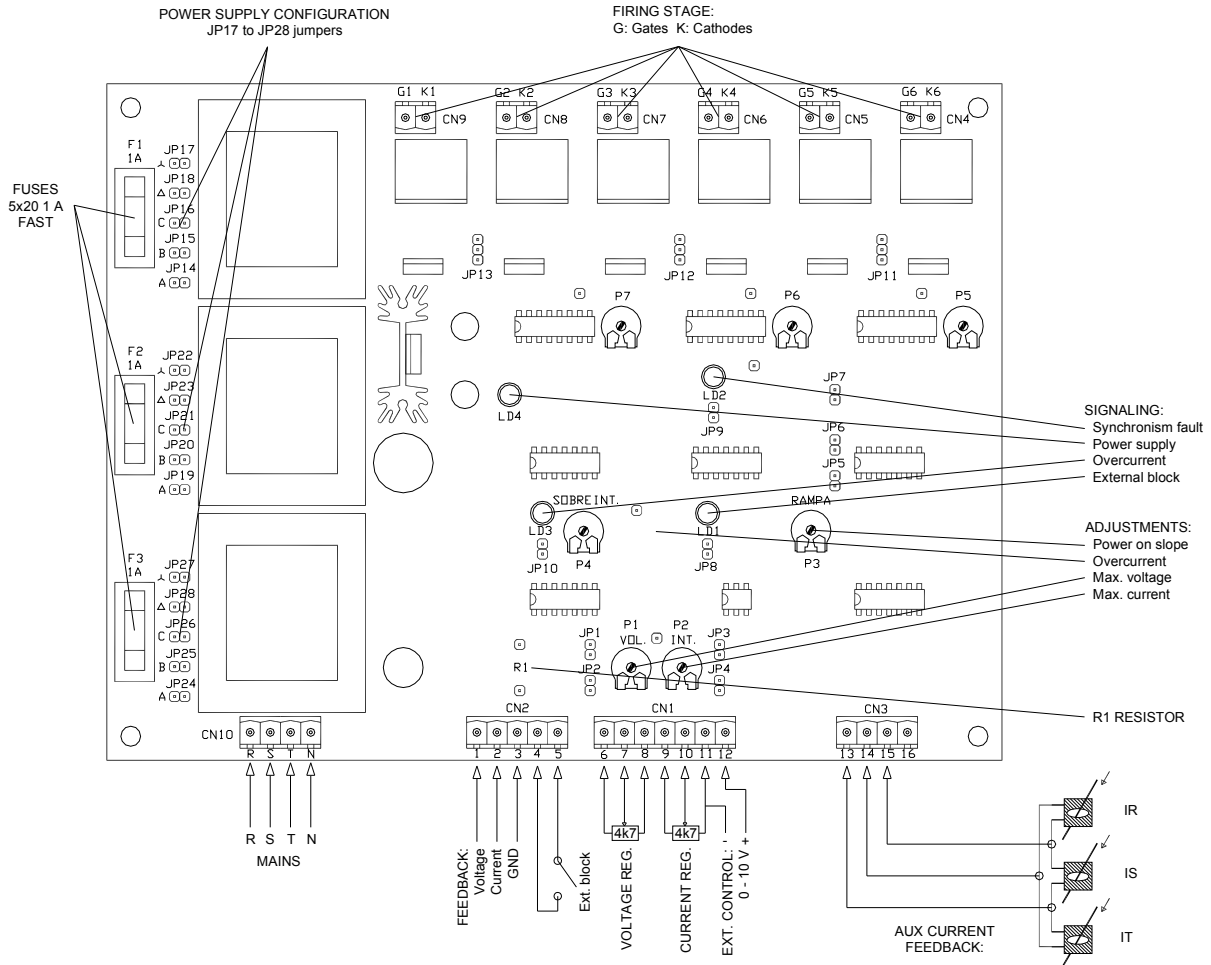 POWER SUPPLY CONFIGURATION
JP17 to JP28 jumpers
FIRING STAGE:
G: Gates K: Cathodes
G1 K1
CN9
G2 K2
CN8
G3 K3
CN7
G4 K4
CN6
G5 K5
CN5
G6 K6
CN4
FUSES
5x20 1 A
FAST
F1
1A
JP17
JP18
JP16
C
JP15
B
JP14
A
JP13
JP12
JP11
P7
P6
P5
F2
1A
JP22
JP23
JP21
C
JP20
B
JP19
A
LD4
LD2
JP9
JP7
JP6
JP5
SIGNALING:
Synchronism fault
Power supply
Overcurrent
External block
SOBREINT.
LD3
JP10
P4
LD1
JP8
RAMPA
P3
ADJUSTMENTS:
Power on slope
Overcurrent
Max. voltage
Max. current
F3
1A
JP27
JP28
JP26
C
JP25
B
JP24
A
R1
JP1
JP2
P1
VOL.
P2
INT.
JP3
JP4
R1 RESISTOR
CN10
R S T N
CN2
1 2 3 4 5
CN1
6 7 8 9 10 11 12
CN3
13 14 15 16
R S T N
MAINS
FEEDBACK:
Voltage
Current
GND
Ext. block
4k7
VOLTAGE REG.
4k7
CURRENT REG.
EXT. CONTROL: '
0 - 10 V +
AUX CURRENT
FEEDBACK:
IR
IS
IT